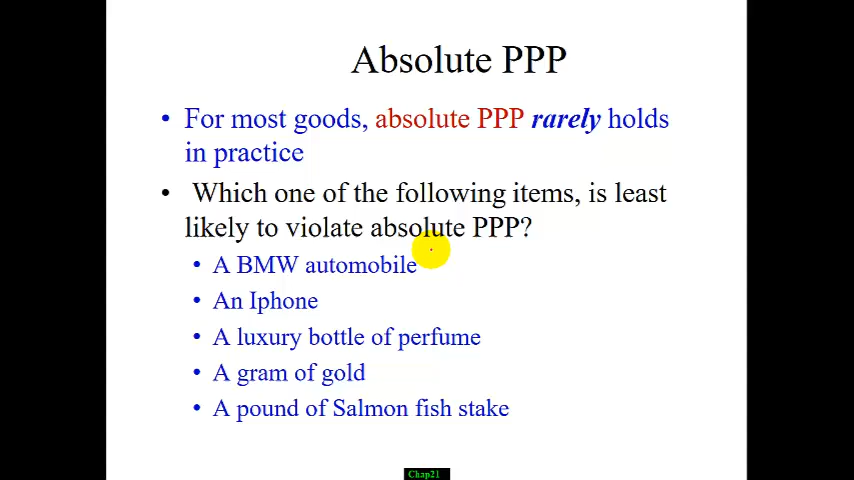 Absolute PPP
• For most goods, absolute PPP rarely holds
in practice
• Which one of the following items, is least
likely to violate absolute PPP?
• A BMW automobile
• An Iphone
• A luxury bottle of perfume
• A gram of gold
• A pound of Salmon fish stake
Chap21